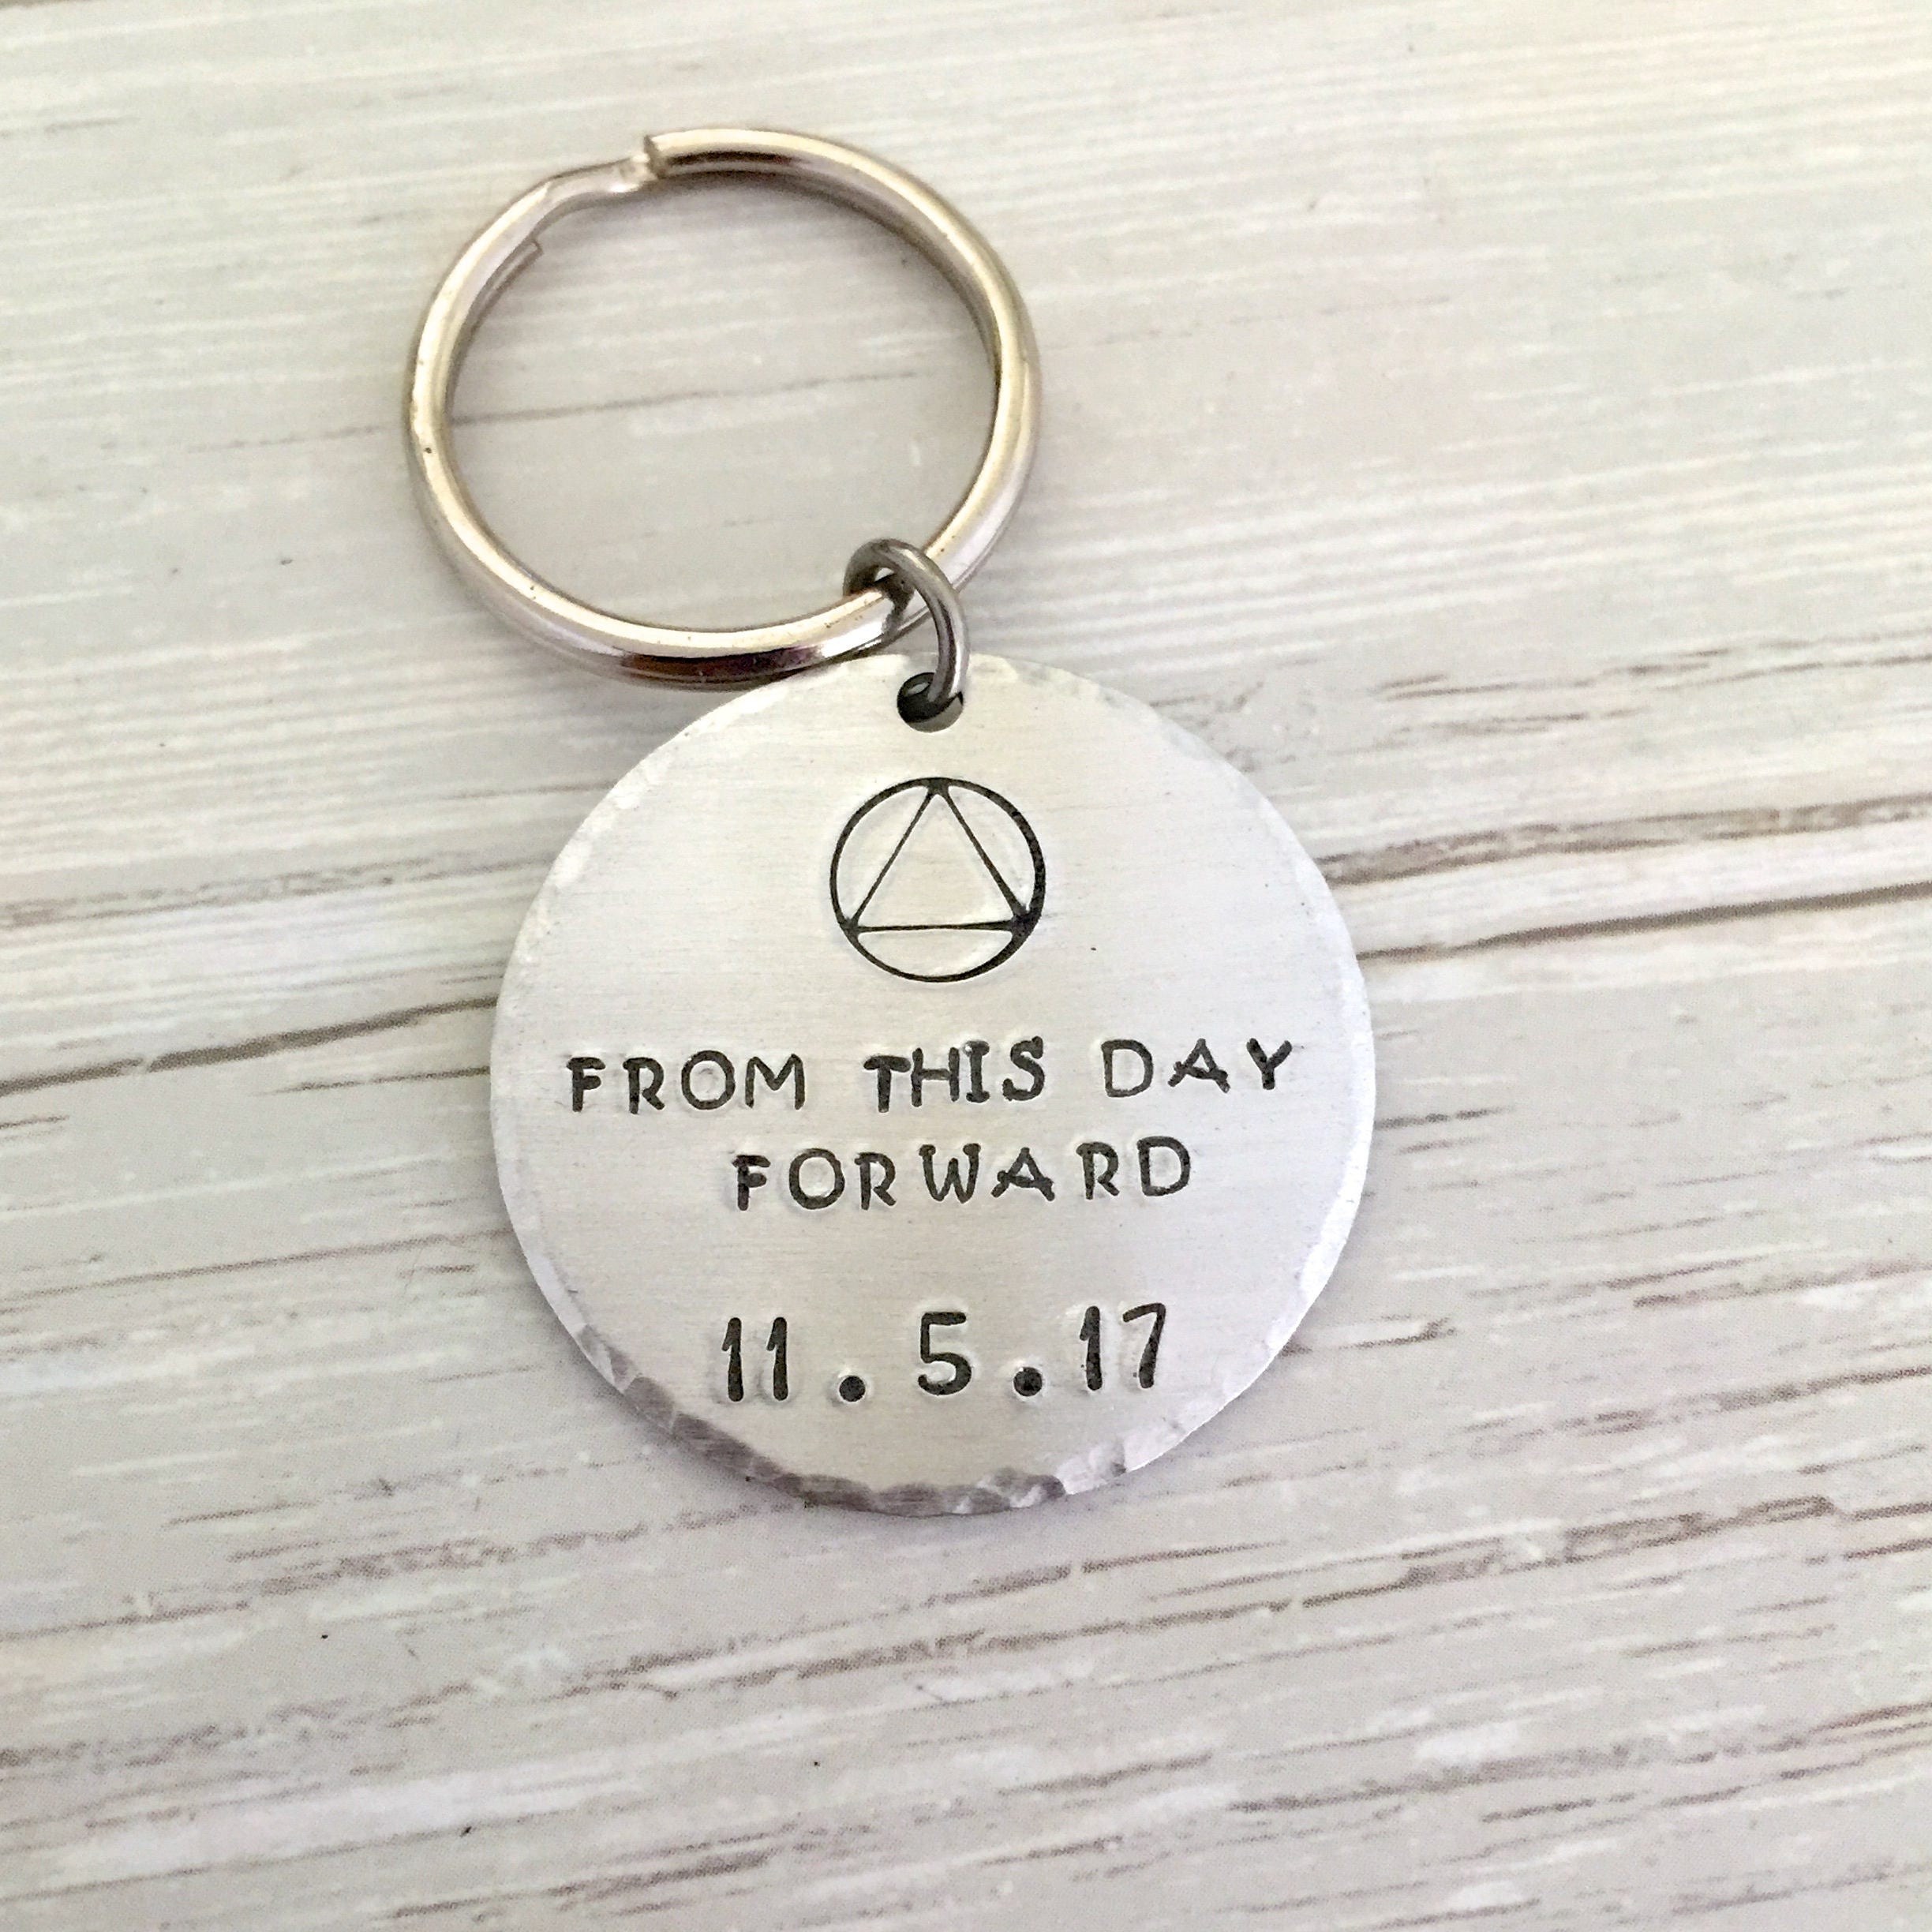 FROM THIS DAY
FORWARD
11.5.17